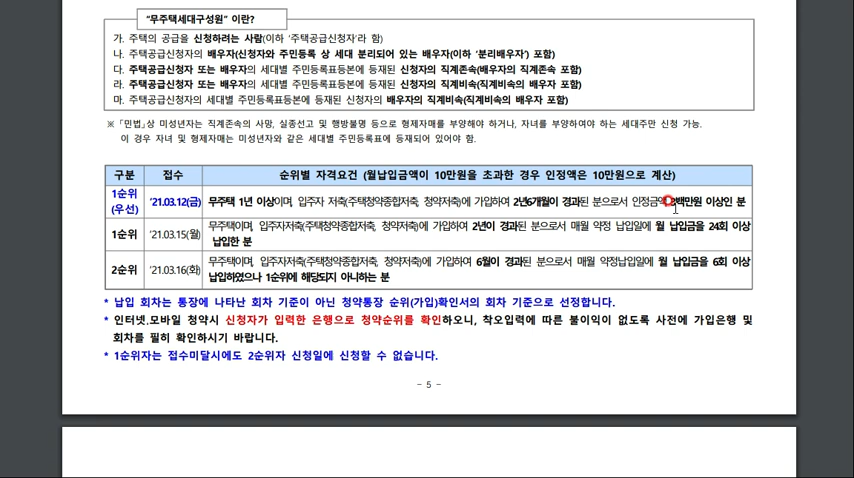 “무주택세대구성원” 이란?
가. 주택의 공급을 신청하려는 사람(이하 ‘주택공급신청자’라 함)
나. 주택공급신청자의 배우자(신청자와 주민등록 상 세대 분리되어 있는 배우자(이하 ‘분리배우자’) 포함)
다. 주택공급신청자 또는 배우자의 세대별 주민등록표등본에 등재된 신청자의 직계존속(배우자의 직계존속 포함)
라. 주택공급신청자 또는 배우자의 세대별 주민등록표등본에 등재된 신청자의 직계비속(직계비속의 배우자 포함)
마. 주택공급신청자의 세대별 주민등록표등본에 등재된 신청자의 배우자의 직계비속(직계비속의 배우자 포함)
※「민법」상 미성년자는 직계존속의 사망, 실종선고 및 행방불명 등으로 형제자매를 부양해야 하거나, 자녀를 부양하여야 하는 세대주만 신청 가능.
이 경우 자녀 및 형제자매는 미성년자와 같은 세대별 주민등록표에 등재되어 있어야 함.
구분 접수 순위별 자격요건 (월납입금액이 10만원을 초과한 경우 인정액은 10만원으로 계산)
1순위
(우선) ’21.03.12(금) 무주택 1년 이상이며, 입주자 저축(주택청약종합저축, 청약저축)에 가입하여 2년6개월이 경과된 분으로서 인정금액 백만원 이상인 분
1순위 ’21.03.15(월) 무주택이며, 입주자저축(주택청약종합저축, 청약저축)에 가입하여 2년이 경과된 분으로서 매월 약정 납입일에 월 납입금을 24회 이상
납입한 분
2순위 ’21.03.16(화) 무주택이며, 입주자저축(주택청약종합저축, 청약저축)에 가입하여 6월이 경과된 분으로서 매월 약정납입일에 월 납입금을 6회 이상
납입하였으나 1순위에 해당되지 아니하는 분
* 납입 회차는 통장에 나타난 회차 기준이 아닌 청약통장 순위(가입)확인서의 회차 기준으로 선정합니다.
* 인터넷.모바일 청약시 신청자가 입력한 은행으로 청약순위를 확인하오니, 착오입력에 따른 불이익이 없도록 사전에 가입은행 및
회차를 필히 확인하시기 바랍니다.
* 1순위자는 접수미달시에도 2순위자 신청일에 신청할 수 없습니다.
- 5 -